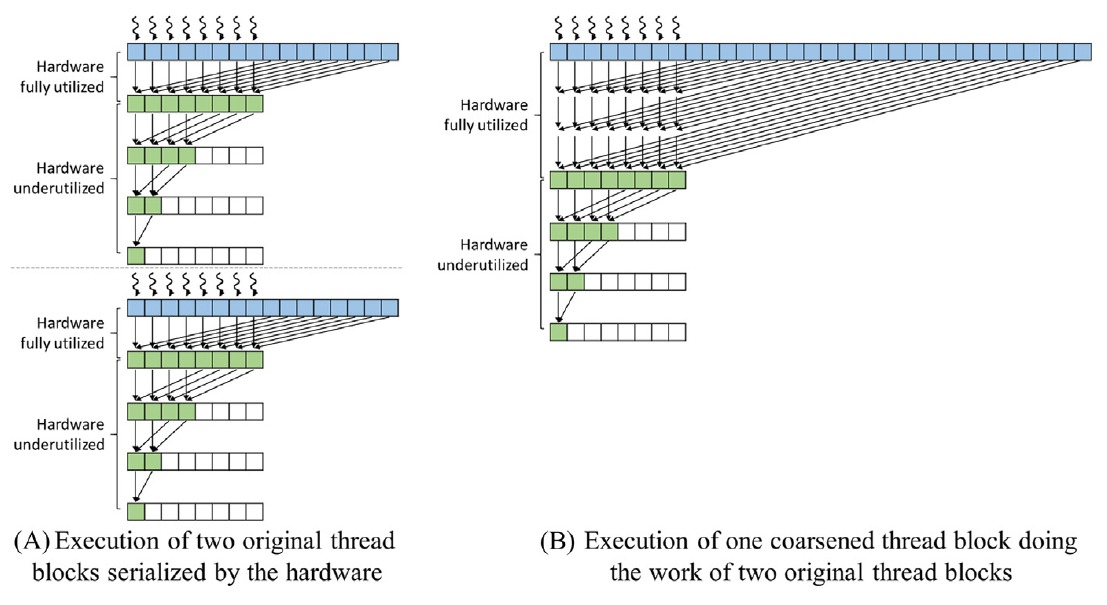 Hardware
fully utilized
Hardware
underutilized
Hardware
fully utilized
Hardware
underutilized
(A) Execution of two original thread
blocks serialized by the hardware
Hardware
fully utilized
Hardware
underutilized
(B) Execution of one coarsened thread block doing
the work of two original thread blocks